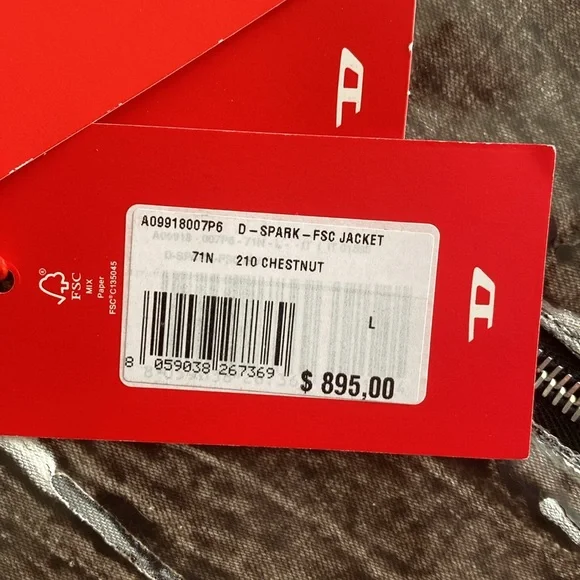 A09918007P6 D-SPARK-FSC JACKET
71N 210 CHESTNUT
L
8 059038 267369
$ 895,00
® FSC
MIX
Paper
FSC®C135045